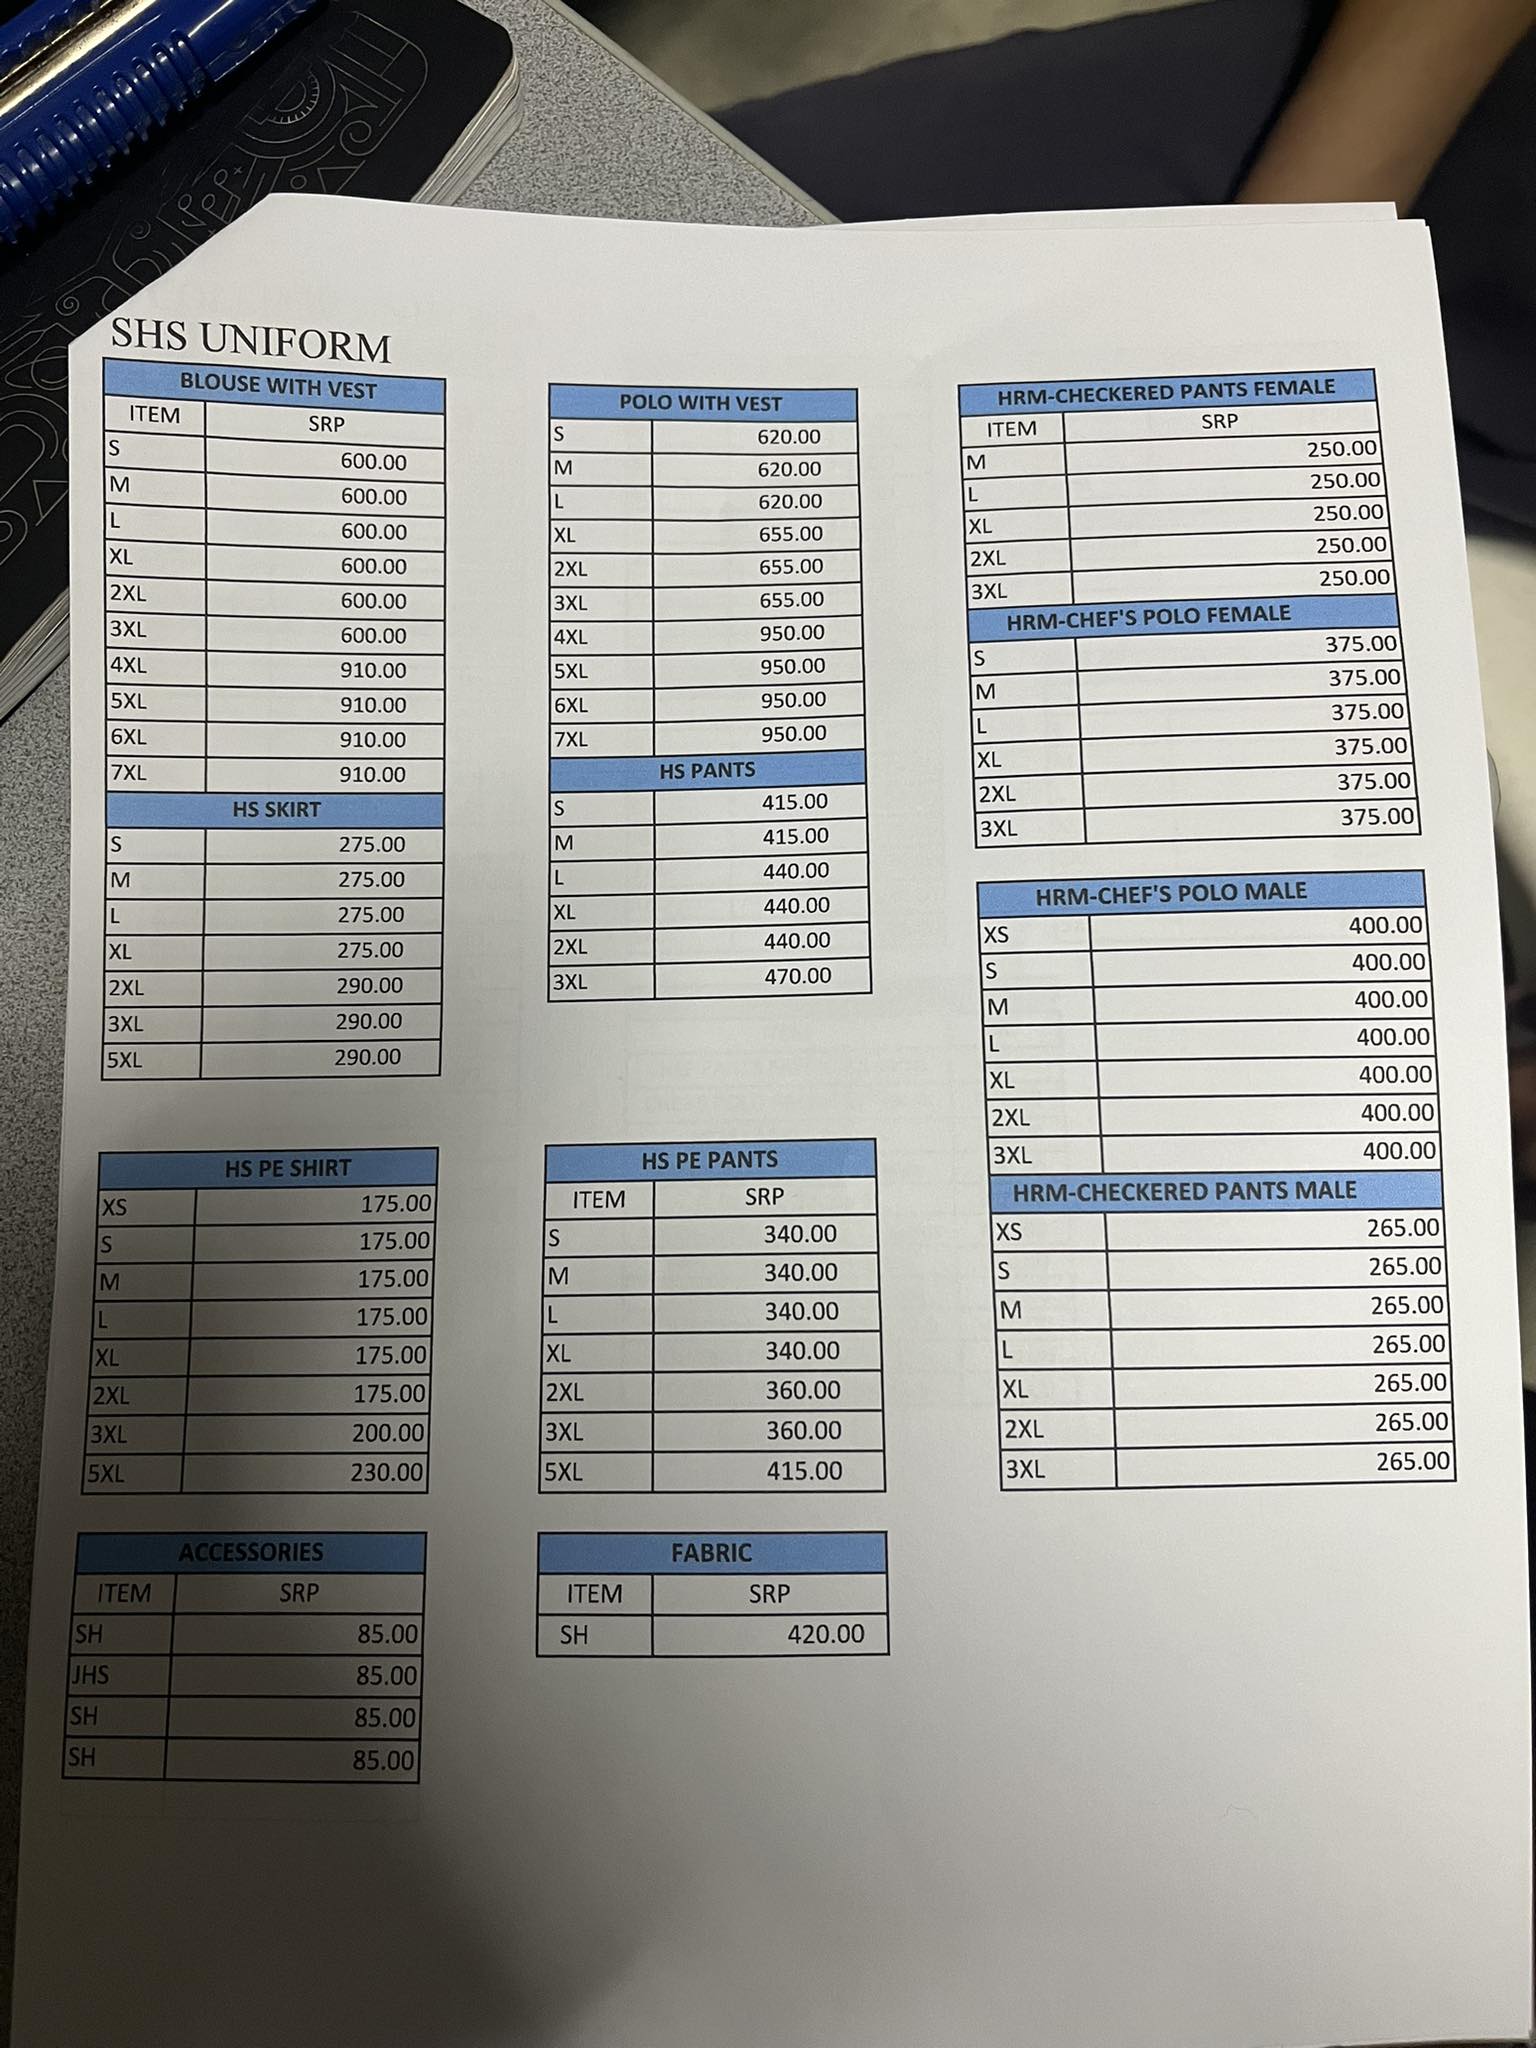 SHS UNIFORM
BLOUSE WITH VEST
ITEM SRP
S 600.00
M 600.00
L 600.00
XL 600.00
2XL 600.00
3XL 600.00
4XL 910.00
5XL 910.00
6XL 910.00
7XL 910.00
HS SKIRT
S 275.00
M 275.00
L 275.00
XL 275.00
2XL 290.00
3XL 290.00
5XL 290.00
POLO WITH VEST
S 620.00
M 620.00
L 620.00
XL 655.00
2XL 655.00
3XL 655.00
4XL 950.00
5XL 950.00
6XL 950.00
7XL 950.00
HS PANTS
S 415.00
M 415.00
L 440.00
XL 440.00
2XL 440.00
3XL 470.00
HRM-CHECKERED PANTS FEMALE
ITEM SRP
M 250.00
L 250.00
XL 250.00
2XL 250.00
3XL 250.00
HRM-CHEF'S POLO FEMALE
S 375.00
M 375.00
L 375.00
XL 375.00
2XL 375.00
3XL 375.00
HRM-CHEF'S POLO MALE
XS 400.00
S 400.00
M 400.00
L 400.00
XL 400.00
2XL 400.00
3XL 400.00
HRM-CHECKERED PANTS MALE
XS 265.00
S 265.00
M 265.00
L 265.00
XL 265.00
2XL 265.00
3XL 265.00
HS PE SHIRT
XS 175.00
S 175.00
M 175.00
L 175.00
XL 175.00
2XL 175.00
3XL 200.00
5XL 230.00
HS PE PANTS
ITEM SRP
S 340.00
M 340.00
L 340.00
XL 340.00
2XL 360.00
3XL 360.00
5XL 415.00
ACCESSORIES
ITEM SRP
SH 85.00
JHS 85.00
SH 85.00
SH 85.00
FABRIC
ITEM SRP
SH 420.00